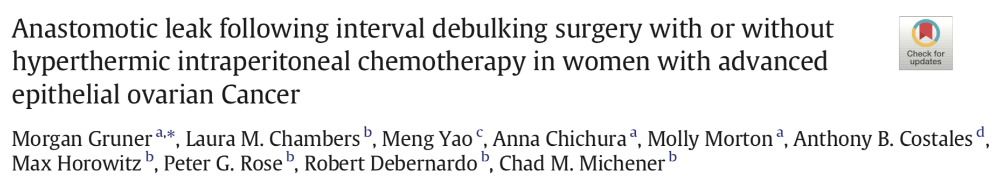 Anastomotic leak following interval debulking surgery with or without
hyperthermic intraperitoneal chemotherapy in women with advanced
epithelial ovarian Cancer
Check for
updates
Morgan Gruner a,*, Laura M. Chambers b, Meng Yao c, Anna Chichura a, Molly Morton a, Anthony B. Costales d,
Max Horowitz b, Peter G. Rose b, Robert Debernardo b, Chad M. Michener b